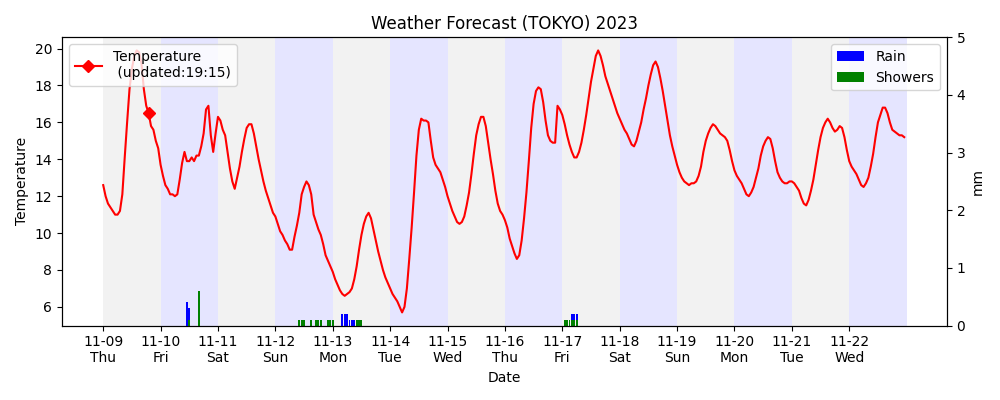 Weather Forecast (TOKYO) 2023
Temperature
(updated:19:15)
Rain
Showers
20
18
16
14
12
10
8
6
Temperature
5
4
3
2
1
0
mm
11-09 11-10 11-11 11-12 11-13 11-14 11-15 11-16 11-17 11-18 11-19 11-20 11-21 11-22
Thu Fri Sat Sun Mon Tue Wed Thu Fri Sat Sun Mon Tue Wed
Date